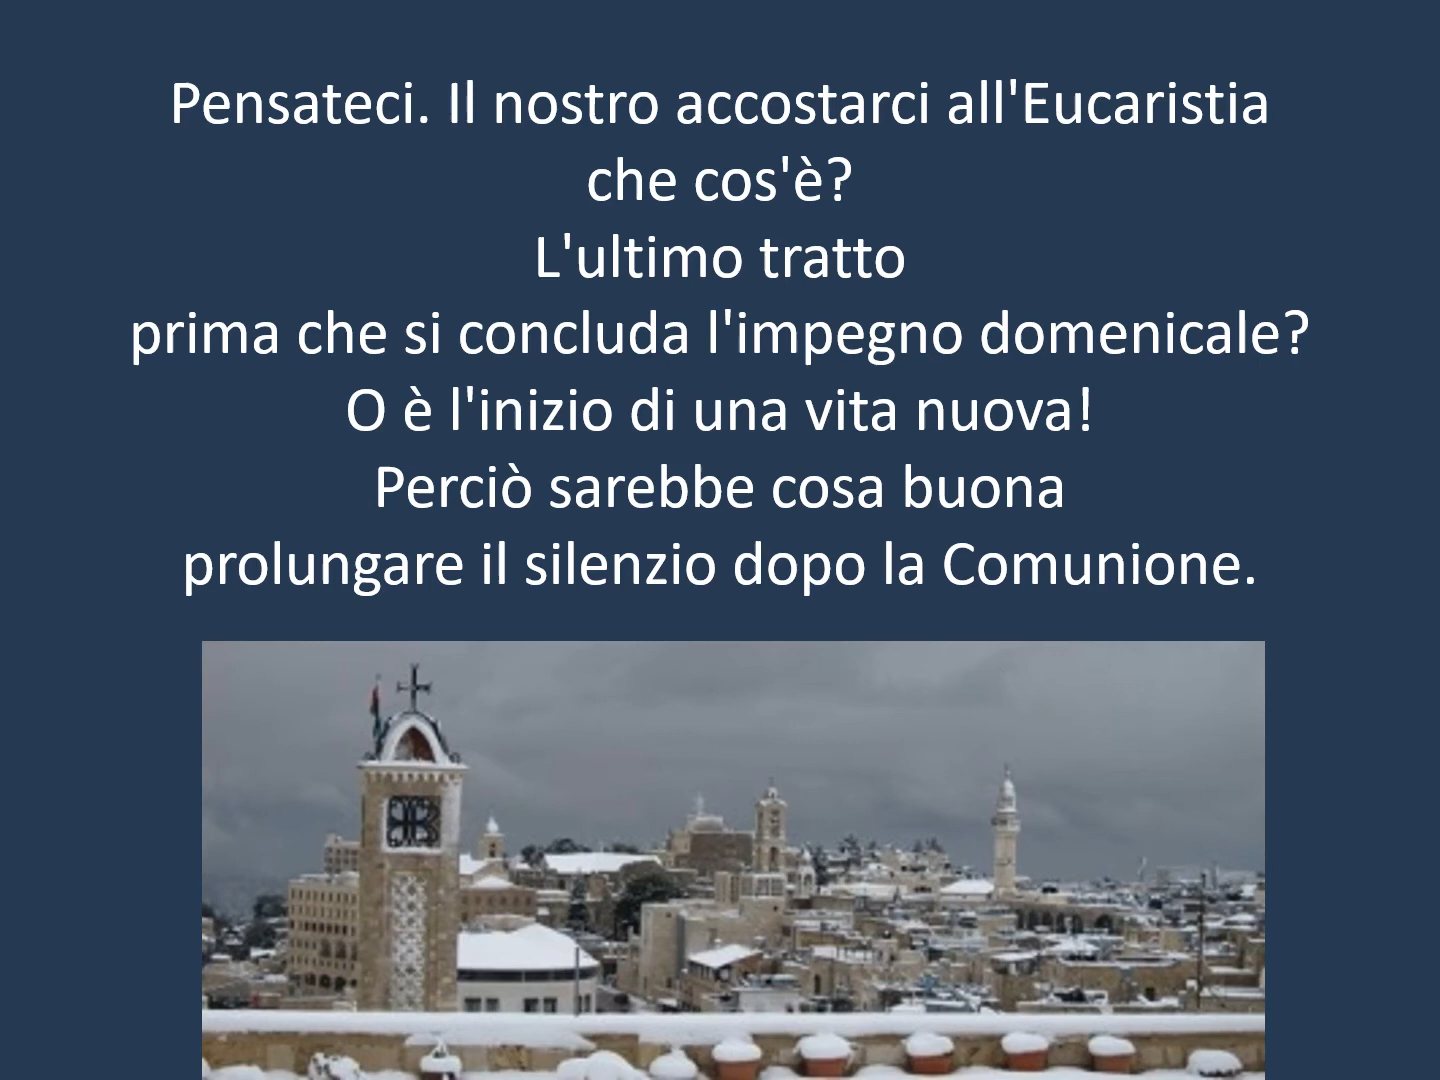 Pensateci. Il nostro accostarci all'Eucaristia
che cos'è?
L'ultimo tratto
prima che si concluda l'impegno domenicale?
O è l'inizio di una vita nuova!
Perciò sarebbe cosa buona
prolungare il silenzio dopo la Comunione.